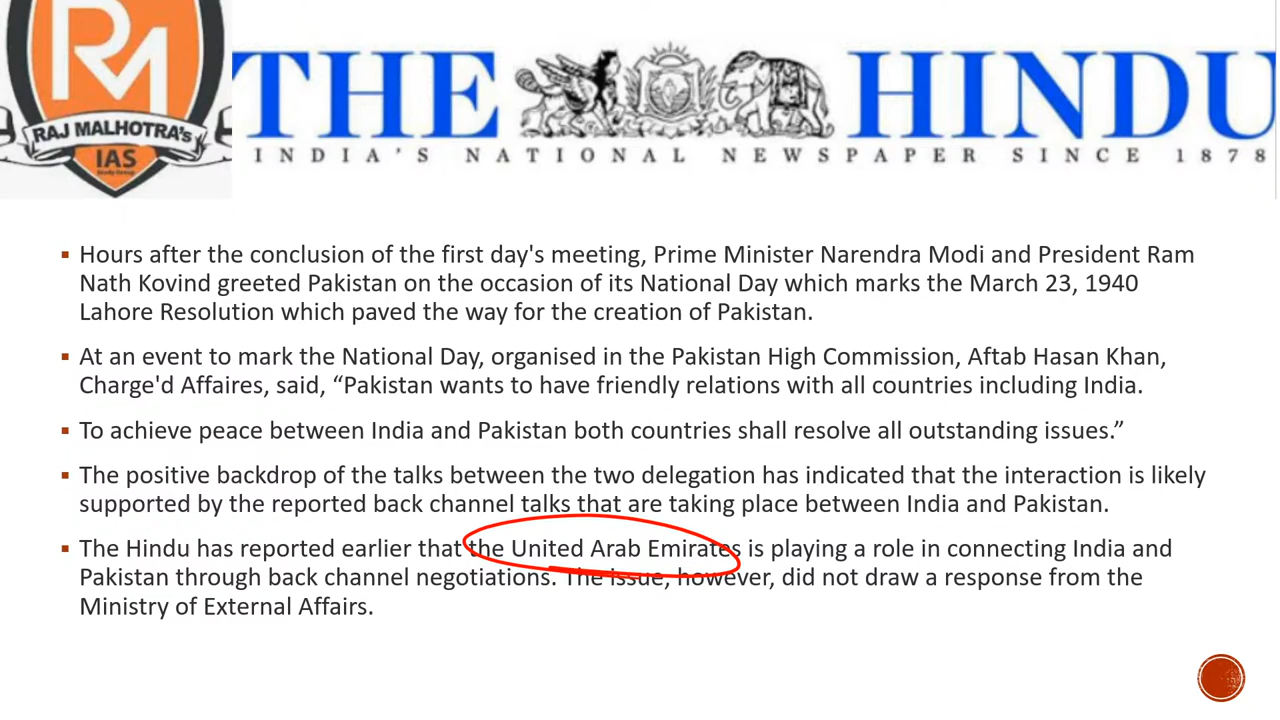 RM
RAJ MALHOTRA's
IAS
Study Group
THE HINDU
INDIA'S NATIONAL NEWSPAPER SINCE 1878
Hours after the conclusion of the first day's meeting, Prime Minister Narendra Modi and President Ram
Nath Kovind greeted Pakistan on the occasion of its National Day which marks the March 23, 1940
Lahore Resolution which paved the way for the creation of Pakistan.
At an event to mark the National Day, organised in the Pakistan High Commission, Aftab Hasan Khan,
Charge'd Affaires, said, “Pakistan wants to have friendly relations with all countries including India.
To achieve peace between India and Pakistan both countries shall resolve all outstanding issues.”
The positive backdrop of the talks between the two delegation has indicated that the interaction is likely
supported by the reported back channel talks that are taking place between India and Pakistan.
The Hindu has reported earlier that the United Arab Emirates is playing a role in connecting India and
Pakistan through back channel negotiations. The issue, however, did not draw a response from the
Ministry of External Affairs.